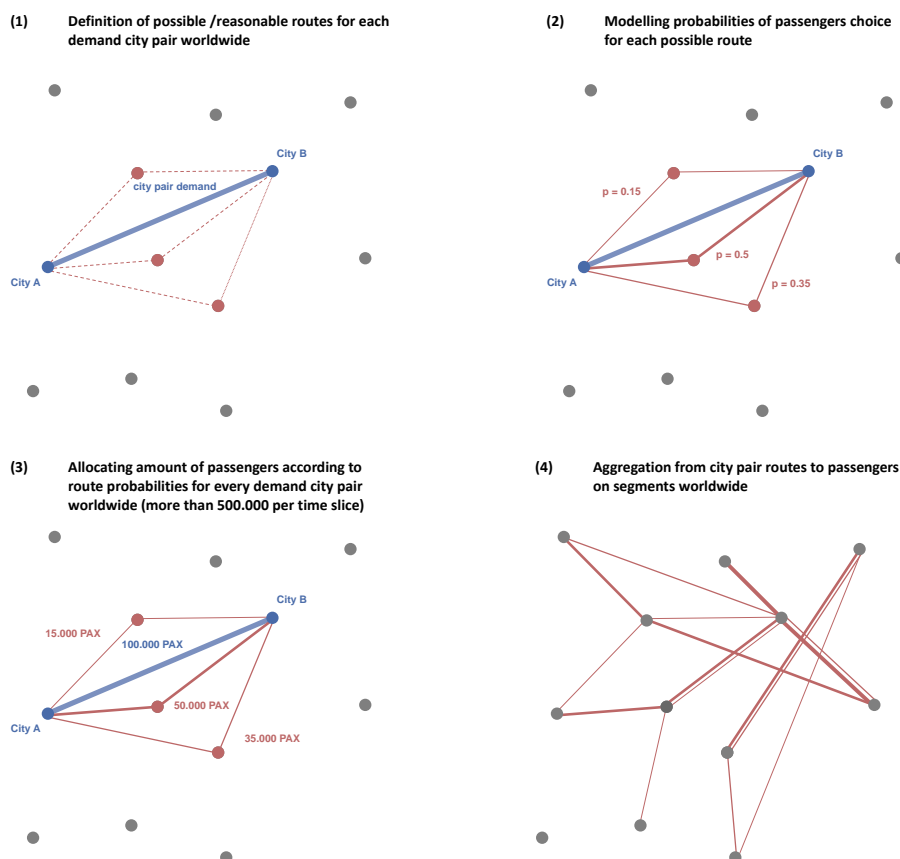 (1) Definition of possible /reasonable routes for each
demand city pair worldwide
City B
city pair demand
City A
(2) Modelling probabilities of passengers choice
for each possible route
City B
p = 0.15
p = 0.5
City A
p = 0.35
(3) Allocating amount of passengers according to
route probabilities for every demand city pair
worldwide (more than 500.000 per time slice)
City B
15.000 PAX
100.000 PAX
50.000 PAX
City A
35.000 PAX
(4) Aggregation from city pair routes to passengers
on segments worldwide